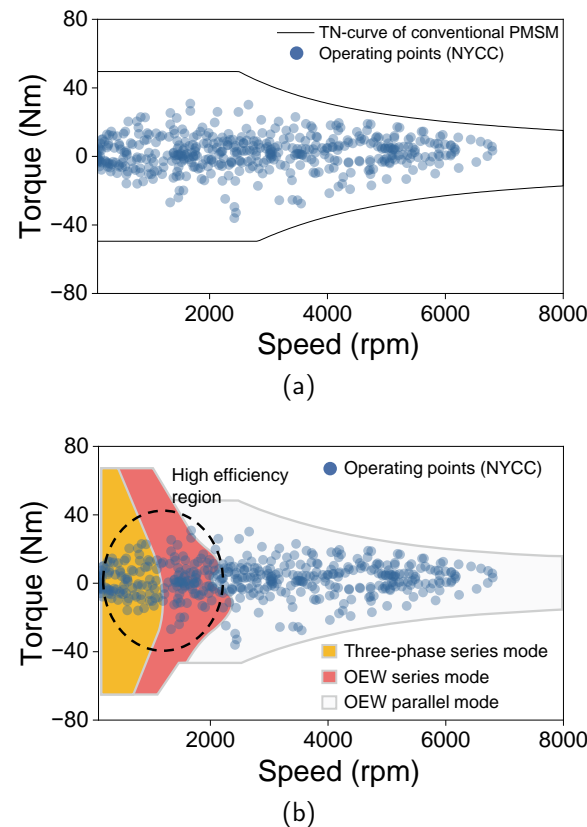 (a)
TN-curve of conventional PMSM
Operating points (NYCC)
80
40
0
−40
−80
Torque (Nm)
2000 4000 6000 8000
Speed (rpm)
(a)
80
40
0
−40
−80
Torque (Nm)
High efficiency
region
Operating points (NYCC)
Three-phase series mode
OEW series mode
OEW parallel mode
2000 4000 6000 8000
Speed (rpm)
(b)